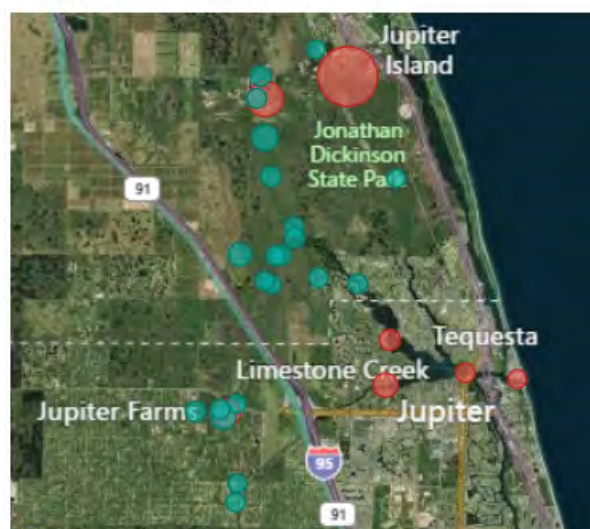 Jupiter
Island
Jonathan
Dickinson
State Park
91
Tequesta
Limestone Creek
Jupiter Farms
Jupiter
95
91